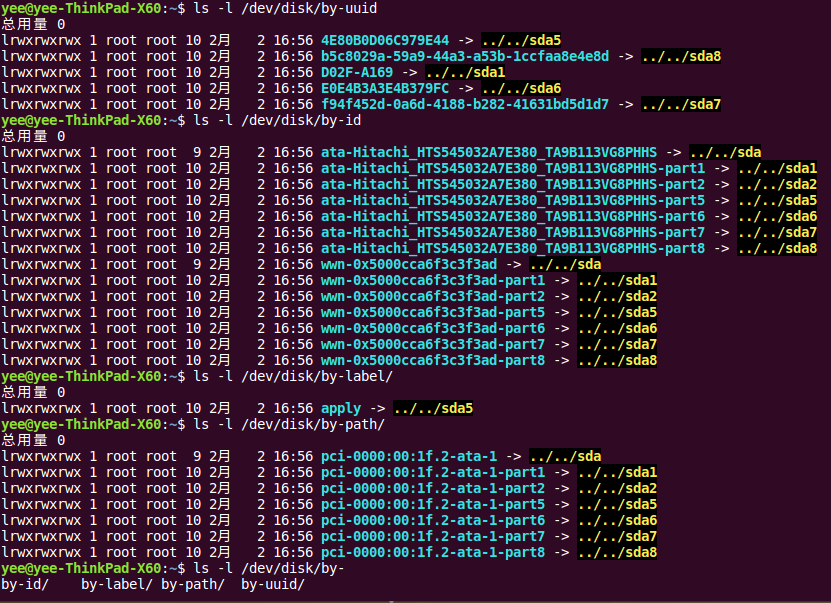 yee@yee-ThinkPad-X60:~$ ls -l /dev/disk/by-uuid
总用量 0
lrwxrwxrwx 1 root root 10 2月   2 16:56 4E80B0D06C979E44 -> ../../sda5
lrwxrwxrwx 1 root root 10 2月   2 16:56 b5c8029a-59a9-44a3-a53b-1ccfaa8e4e8d -> ../../sda8
lrwxrwxrwx 1 root root 10 2月   2 16:56 D02F-A169 -> ../../sda1
lrwxrwxrwx 1 root root 10 2月   2 16:56 E0E4B3A3E4B379FC -> ../../sda6
lrwxrwxrwx 1 root root 10 2月   2 16:56 f94f452d-0a6d-4188-b282-41631bd5d1d7 -> ../../sda7
yee@yee-ThinkPad-X60:~$ ls -l /dev/disk/by-id
总用量 0
lrwxrwxrwx 1 root root  9 2月   2 16:56 ata-Hitachi_HTS545032A7E380_TA9B113VG8PHHS -> ../../sda
lrwxrwxrwx 1 root root 10 2月   2 16:56 ata-Hitachi_HTS545032A7E380_TA9B113VG8PHHS-part1 -> ../../sda1
lrwxrwxrwx 1 root root 10 2月   2 16:56 ata-Hitachi_HTS545032A7E380_TA9B113VG8PHHS-part2 -> ../../sda2
lrwxrwxrwx 1 root root 10 2月   2 16:56 ata-Hitachi_HTS545032A7E380_TA9B113VG8PHHS-part5 -> ../../sda5
lrwxrwxrwx 1 root root 10 2月   2 16:56 ata-Hitachi_HTS545032A7E380_TA9B113VG8PHHS-part6 -> ../../sda6
lrwxrwxrwx 1 root root 10 2月   2 16:56 ata-Hitachi_HTS545032A7E380_TA9B113VG8PHHS-part7 -> ../../sda7
lrwxrwxrwx 1 root root 10 2月   2 16:56 ata-Hitachi_HTS545032A7E380_TA9B113VG8PHHS-part8 -> ../../sda8
lrwxrwxrwx 1 root root  9 2月   2 16:56 wwn-0x5000cca6f3c3f3ad -> ../../sda
lrwxrwxrwx 1 root root 10 2月   2 16:56 wwn-0x5000cca6f3c3f3ad-part1 -> ../../sda1
lrwxrwxrwx 1 root root 10 2月   2 16:56 wwn-0x5000cca6f3c3f3ad-part2 -> ../../sda2
lrwxrwxrwx 1 root root 10 2月   2 16:56 wwn-0x5000cca6f3c3f3ad-part5 -> ../../sda5
lrwxrwxrwx 1 root root 10 2月   2 16:56 wwn-0x5000cca6f3c3f3ad-part6 -> ../../sda6
lrwxrwxrwx 1 root root 10 2月   2 16:56 wwn-0x5000cca6f3c3f3ad-part7 -> ../../sda7
lrwxrwxrwx 1 root root 10 2月   2 16:56 wwn-0x5000cca6f3c3f3ad-part8 -> ../../sda8
yee@yee-ThinkPad-X60:~$ ls -l /dev/disk/by-label/
总用量 0
lrwxrwxrwx 1 root root 10 2月   2 16:56 apply -> ../../sda5
yee@yee-ThinkPad-X60:~$ ls -l /dev/disk/by-path/
总用量 0
lrwxrwxrwx 1 root root  9 2月   2 16:56 pci-0000:00:1f.2-ata-1 -> ../../sda
lrwxrwxrwx 1 root root 10 2月   2 16:56 pci-0000:00:1f.2-ata-1-part1 -> ../../sda1
lrwxrwxrwx 1 root root 10 2月   2 16:56 pci-0000:00:1f.2-ata-1-part2 -> ../../sda2
lrwxrwxrwx 1 root root 10 2月   2 16:56 pci-0000:00:1f.2-ata-1-part5 -> ../../sda5
lrwxrwxrwx 1 root root 10 2月   2 16:56 pci-0000:00:1f.2-ata-1-part6 -> ../../sda6
lrwxrwxrwx 1 root root 10 2月   2 16:56 pci-0000:00:1f.2-ata-1-part7 -> ../../sda7
lrwxrwxrwx 1 root root 10 2月   2 16:56 pci-0000:00:1f.2-ata-1-part8 -> ../../sda8
yee@yee-ThinkPad-X60:~$ ls -l /dev/disk/by-
by-id/    by-label/ by-path/  by-uuid/